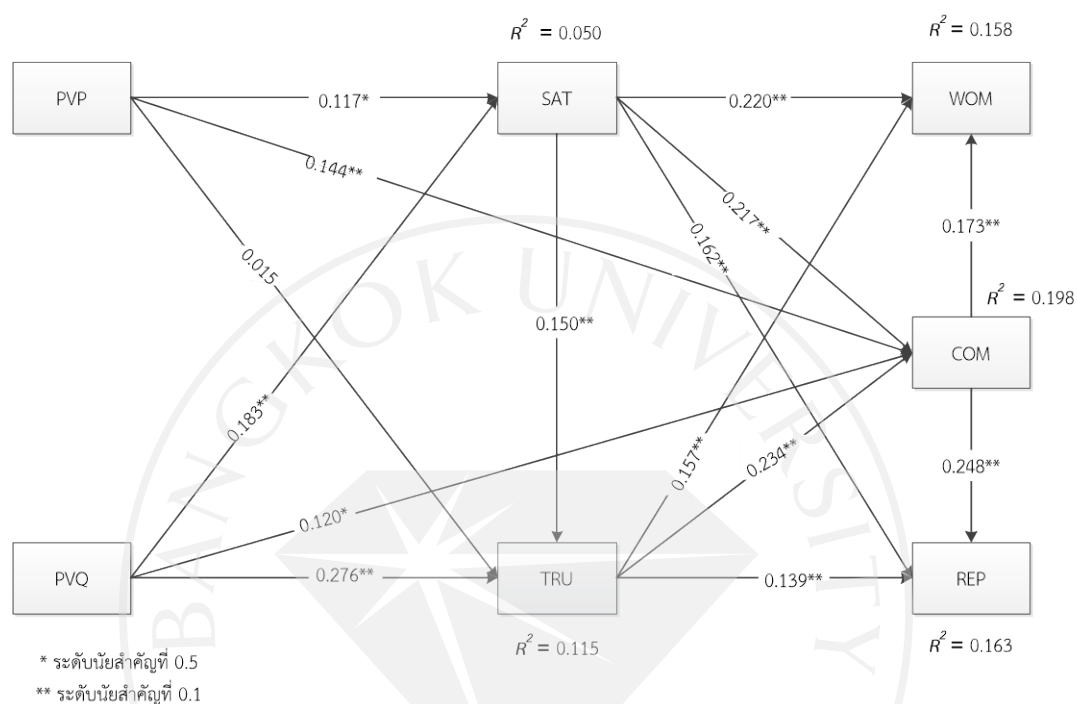 R² = 0.050
R² = 0.158
PVP
SAT
WOM
0.117*
0.220**
0.144**
0.217**
0.162**
0.173**
0.015
R² = 0.198
0.150**
COM
0.183**
0.157**
0.234**
0.248**
0.120*
PVQ
0.276**
TRU
0.139**
REP
R² = 0.115
R² = 0.163
* ระดับนัยสำคัญที่ 0.5
** ระดับนัยสำคัญที่ 0.1
BANGKOK UNIVERSITY